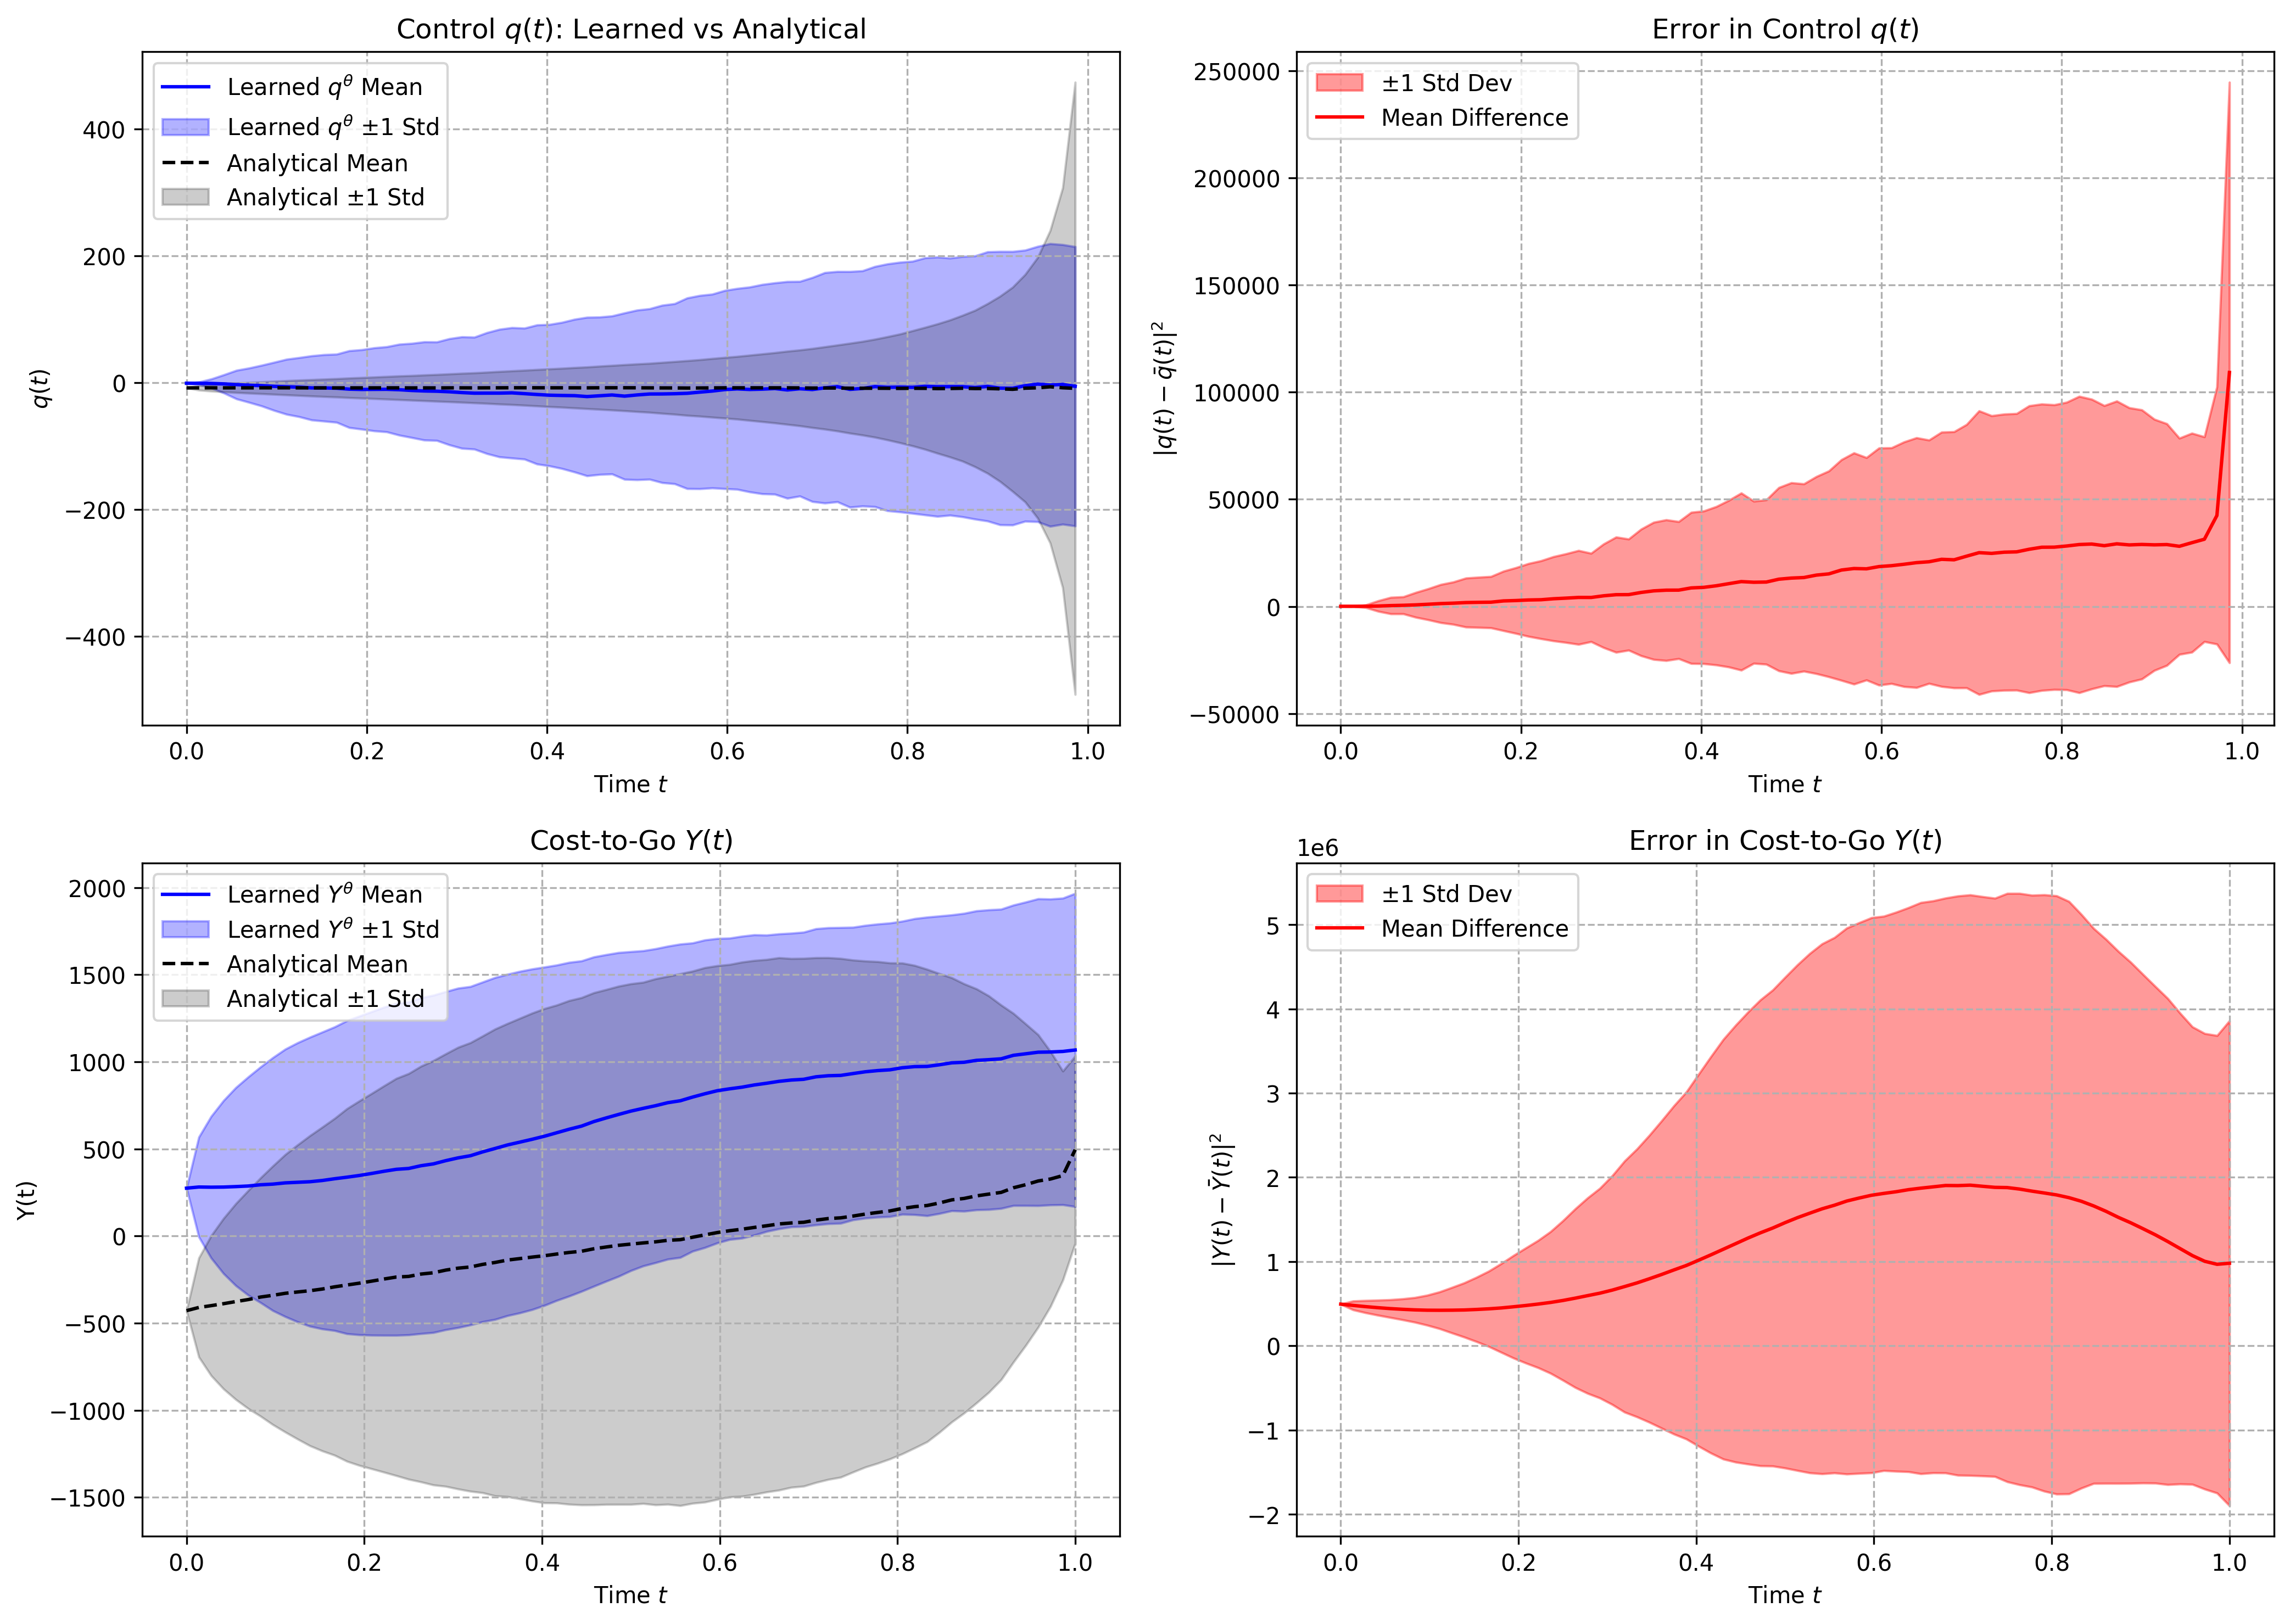 Control q(t): Learned vs Analytical
Learned q^θ Mean
Learned q^θ ±1 Std
Analytical Mean
Analytical ±1 Std
q(t)
400
200
0
−200
−400
0.0 0.2 0.4 0.6 0.8 1.0
Time t
Error in Control q(t)
±1 Std Dev
Mean Difference
|q(t) − q̄(t)|²
250000
200000
150000
100000
50000
0
−50000
0.0 0.2 0.4 0.6 0.8 1.0
Time t
Cost-to-Go Y(t)
Learned Y^θ Mean
Learned Y^θ ±1 Std
Analytical Mean
Analytical ±1 Std
Y(t)
2000
1500
1000
500
0
−500
−1000
−1500
0.0 0.2 0.4 0.6 0.8 1.0
Time t
Error in Cost-to-Go Y(t)
1e6
±1 Std Dev
Mean Difference
|Y(t) − Ȳ(t)|²
5
4
3
2
1
0
−1
−2
0.0 0.2 0.4 0.6 0.8 1.0
Time t